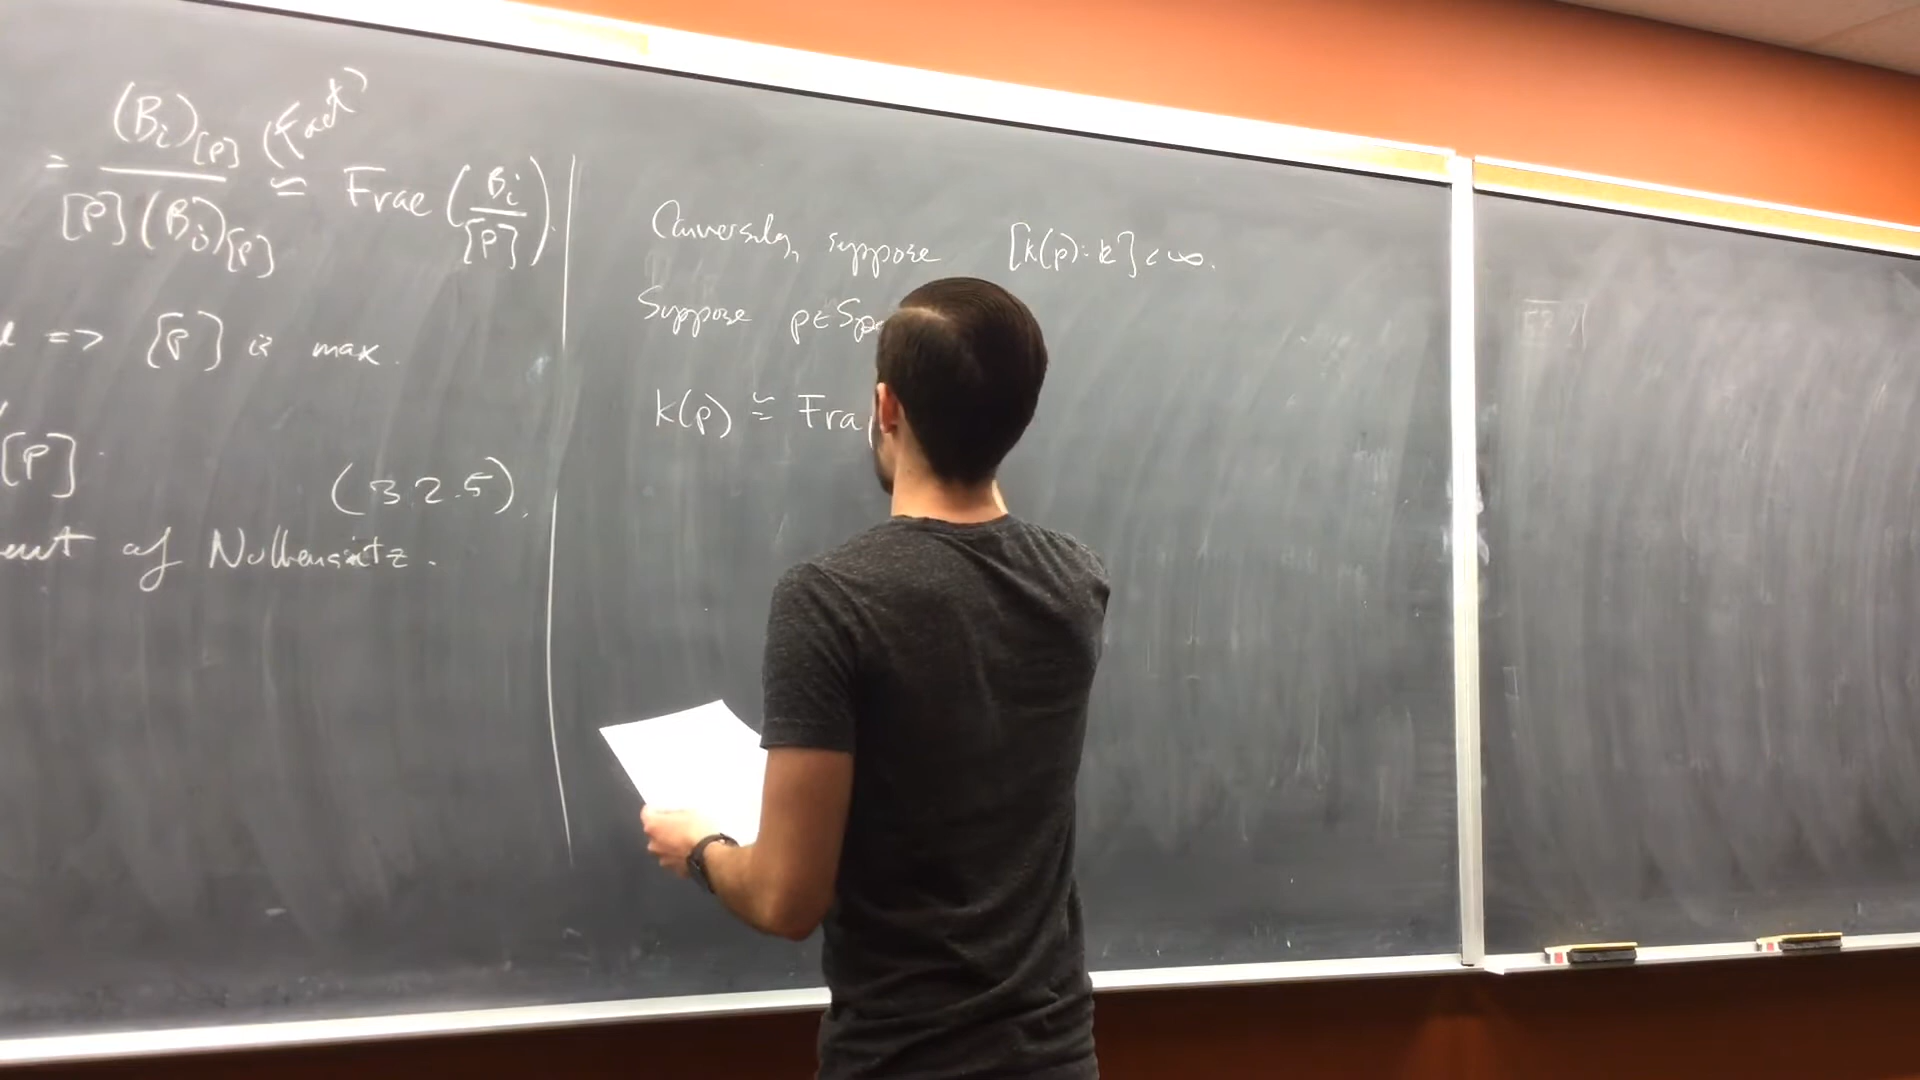 = (B_i)_[p] / [p](B_i)_[p] (Fact) ≃ Frac (B_i / [p]).
=> [p] is max.
[p]
(3.2.5).
of Nullensatz.
Conversely, suppose [k(p):k] < ∞.
Suppose p ∈ Sp
k(p) ≅ Fra